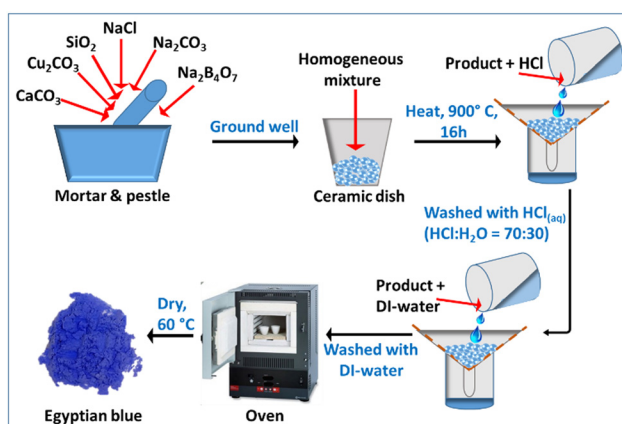 NaCl
SiO₂
Na₂CO₃
Cu₂CO₃
Na₂B₄O₇
CaCO₃
Mortar & pestle
Ground well
Homogeneous
mixture
Ceramic dish
Heat, 900° C,
16h
Product + HCl
Washed with HCl(aq)
(HCl:H₂O = 70:30)
Product +
DI-water
Washed with
DI-water
Oven
Dry,
60 °C
Egyptian blue